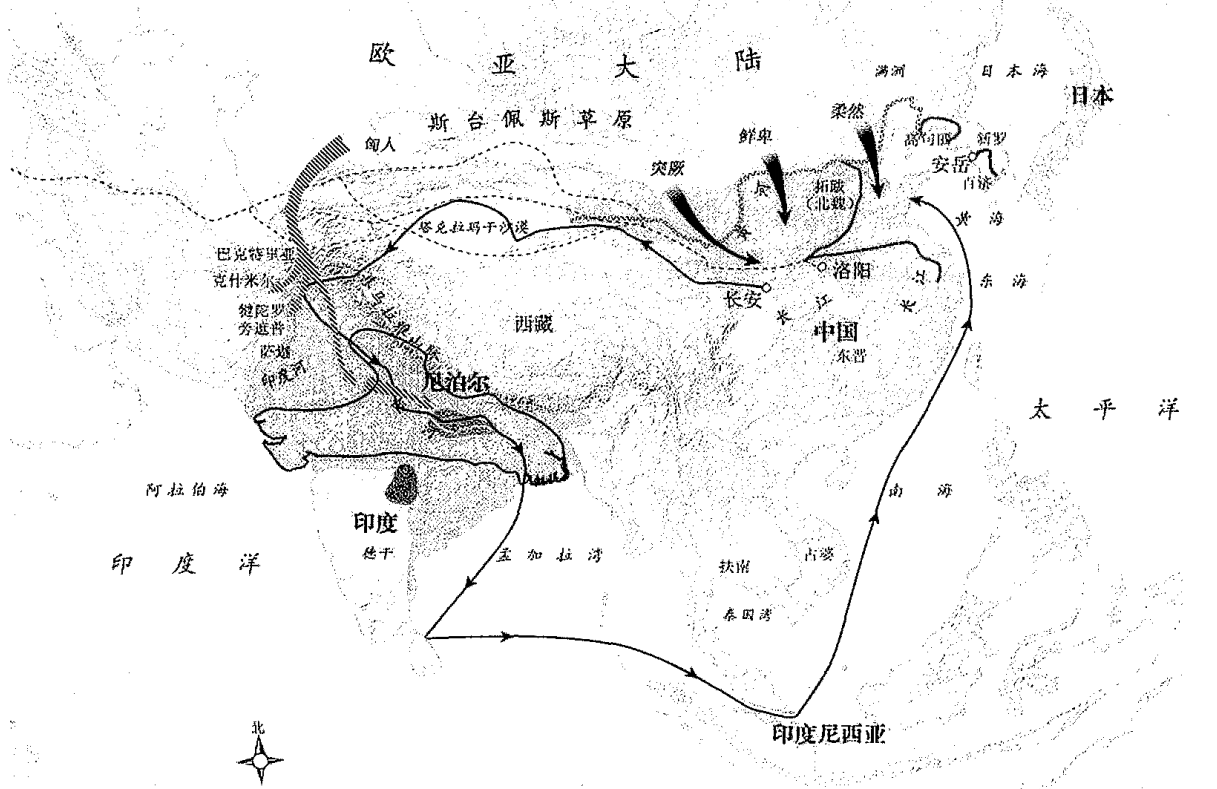 欧亚大陆
满洲
日本海
日本
斯台佩斯草原
匈人
柔然
鲜卑
高句丽
新罗
安岳
百济
突厥
拓跋
(北魏)
黄海
塔克拉玛干沙漠
巴克特里亚
克什米尔
洛阳
长安
长江
长江
东海
犍陀罗
旁遮普
喜马拉雅山脉
西藏
中国
东晋
印度河
尼泊尔
太平洋
阿拉伯海
南海
印度
德干
孟加拉湾
印度洋
扶南
占婆
泰国湾
印度尼西亚
北